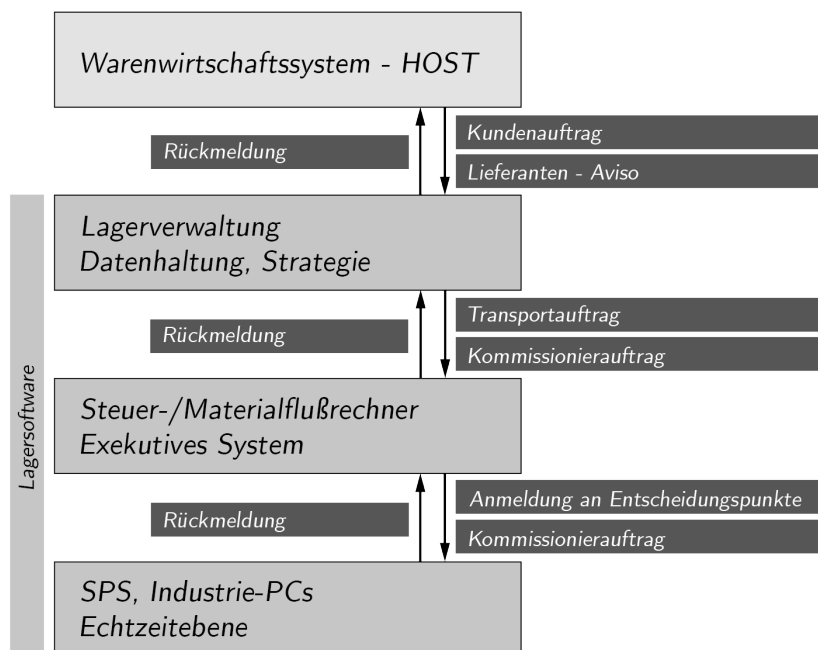 Warenwirtschaftssystem - HOST
Rückmeldung
Kundenauftrag
Lieferanten - Aviso
Lagerverwaltung
Datenhaltung, Strategie
Rückmeldung
Transportauftrag
Kommissionierauftrag
Lagersoftware
Steuer-/Materialflußrechner
Exekutives System
Rückmeldung
Anmeldung an Entscheidungspunkte
Kommissionierauftrag
SPS, Industrie-PCs
Echtzeitebene